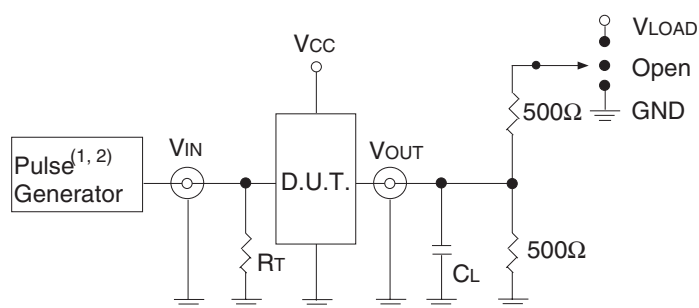 VLOAD
VCC
Open
500Ω
GND
Pulse(1, 2)
Generator
VIN
D.U.T.
VOUT
RT
CL
500Ω